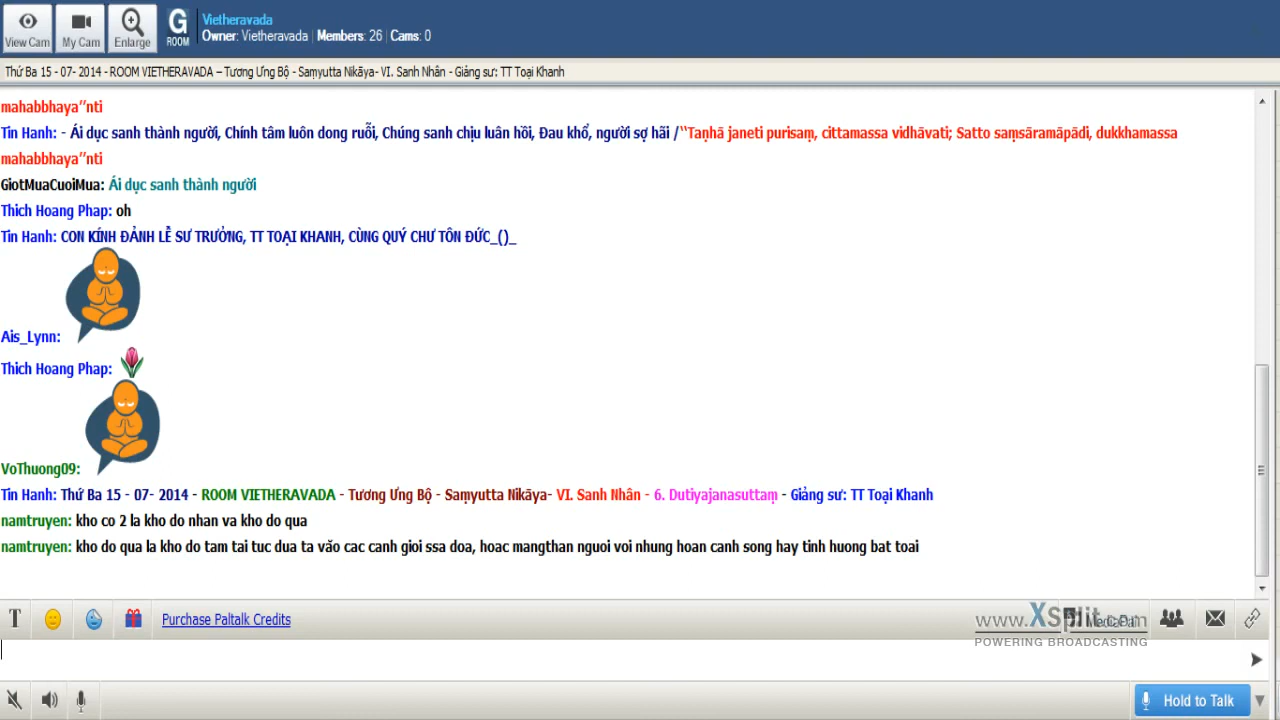 View Cam
My Cam
Enlarge
G
ROOM
Vietheravada
Owner: Vietheravada | Members: 26 | Cams: 0
Thứ Ba 15 - 07- 2014 - ROOM VIETHERAVADA – Tương Ưng Bộ - Saṃyutta Nikāya- VI. Sanh Nhân - Giảng sư: TT Toại Khanh
mahabbhaya’’nti
Tin Hanh: - Ái dục sanh thành người, Chính tâm luôn dong ruỗi, Chúng sanh chịu luân hồi, Đau khổ, người sợ hãi /‘‘Taṇhā janeti purisaṃ, cittamassa vidhāvati; Satto saṃsāramāpādi, dukkhamassa
mahabbhaya’’nti
GiotMuaCuoiMua: Ái dục sanh thành người
Thich Hoang Phap: oh
Tin Hanh: CON KÍNH ĐẢNH LỄ SƯ TRƯỞNG, TT TOẠI KHANH, CÙNG QUÝ CHƯ TÔN ĐỨC_()_
Ais_Lynn:
Thich Hoang Phap:
VoThuong09:
Tin Hanh: Thứ Ba 15 - 07- 2014 - ROOM VIETHERAVADA - Tương Ưng Bộ - Saṃyutta Nikāya- VI. Sanh Nhân - 6. Dutiyajanasuttaṃ - Giảng sư: TT Toại Khanh
namtruyen: kho co 2 la kho do nhan va kho do qua
namtruyen: kho do qua la kho do tam tai tuc dua ta văo cac canh gioi ssa doa, hoac mangthan nguoi voi nhung hoan canh song hay tinh huong bat toai
T
Purchase Paltalk Credits
www.XSplit.com
POWERING BROADCASTING
Hold to Talk